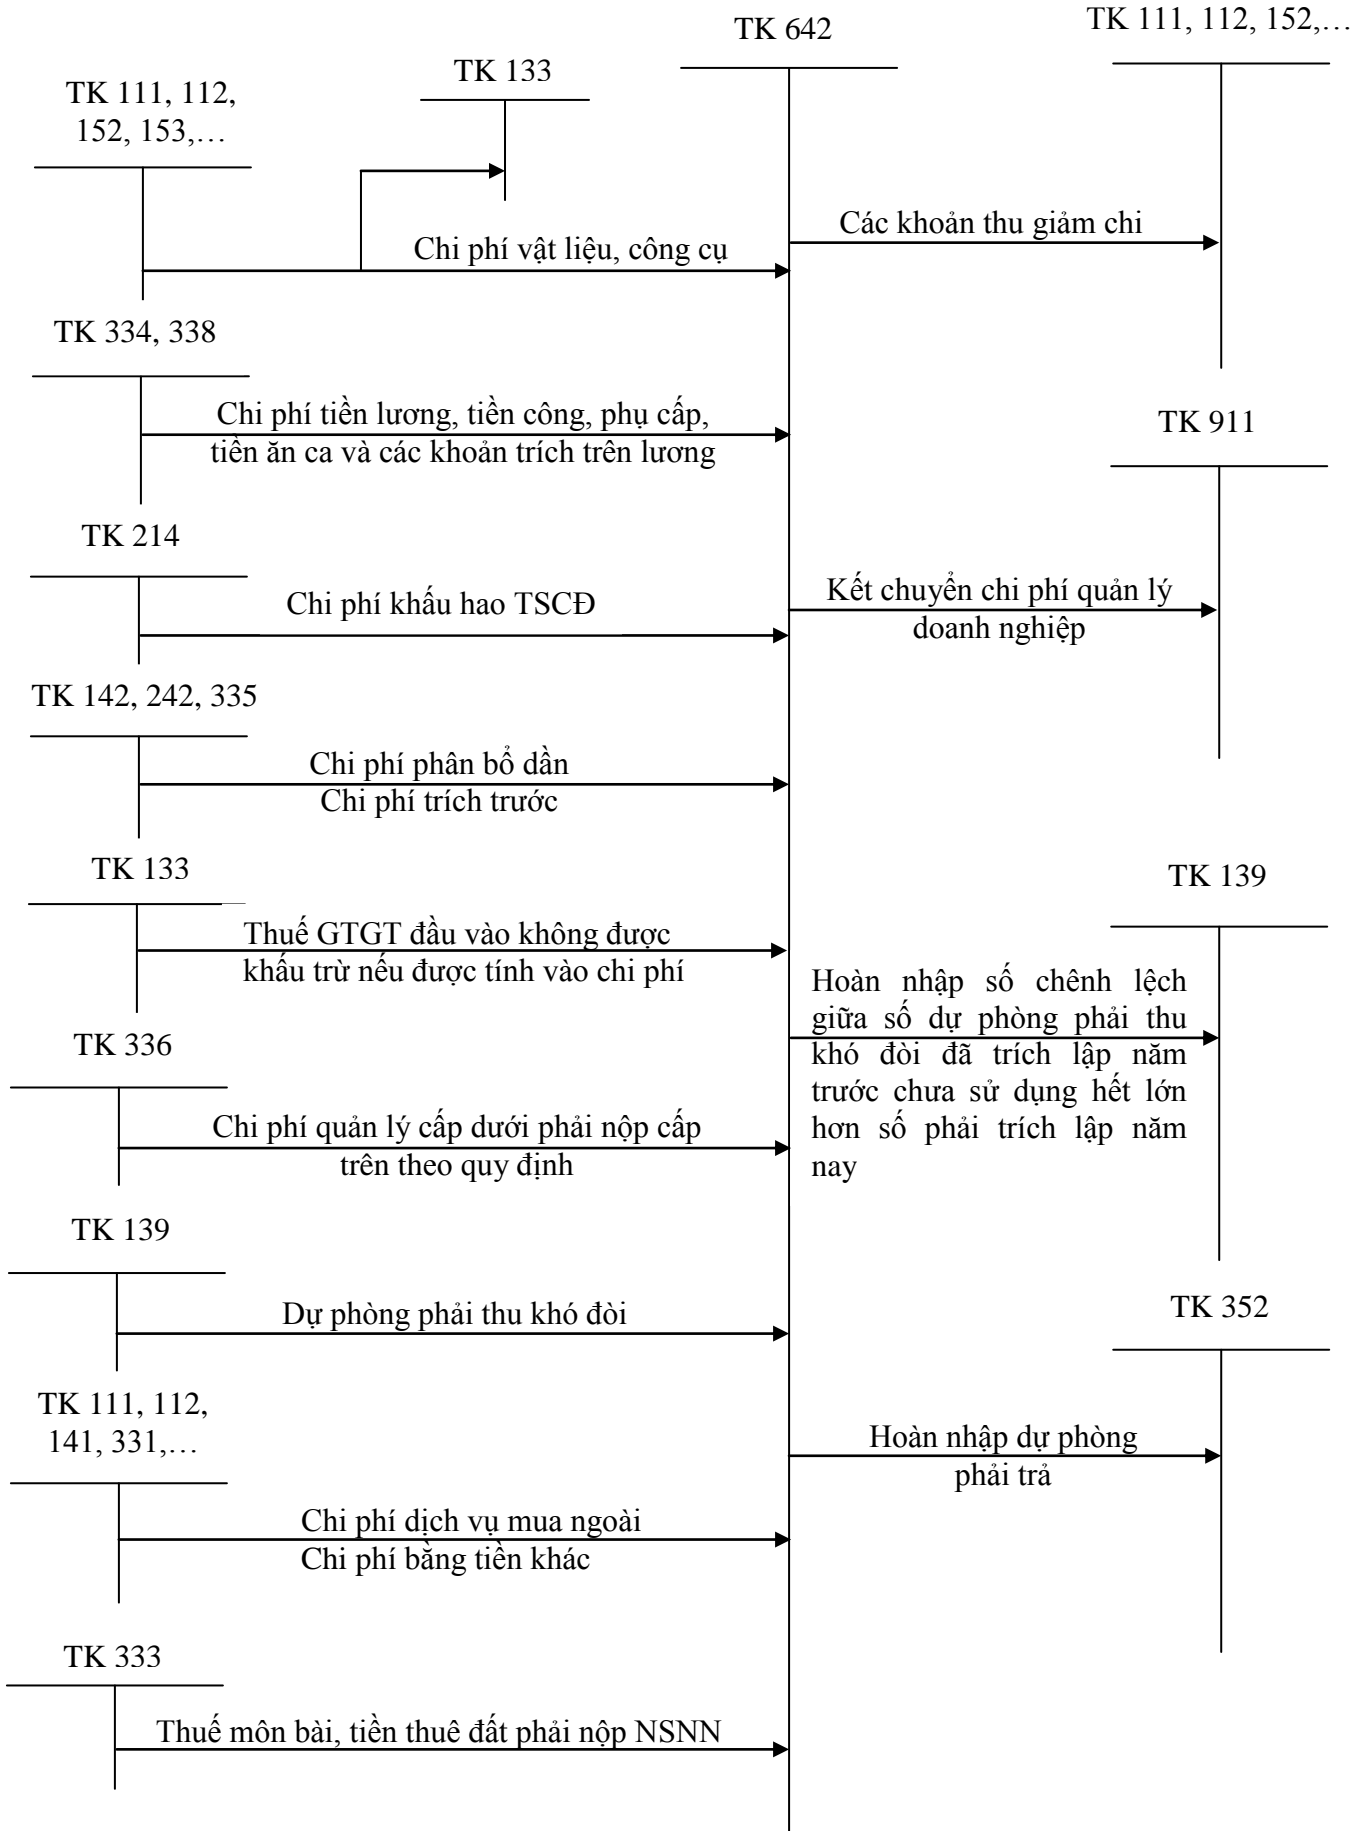 TK 642
TK 111, 112, 152,…
TK 133
TK 111, 112,
152, 153,…
Các khoản thu giảm chi
Chi phí vật liệu, công cụ
TK 334, 338
Chi phí tiền lương, tiền công, phụ cấp,
tiền ăn ca và các khoản trích trên lương
TK 911
TK 214
Chi phí khấu hao TSCĐ
Kết chuyển chi phí quản lý
doanh nghiệp
TK 142, 242, 335
Chi phí phân bổ dần
Chi phí trích trước
TK 133
TK 139
Thuế GTGT đầu vào không được
khấu trừ nếu được tính vào chi phí
Hoàn nhập số chênh lệch
giữa số dự phòng phải thu
khó đòi đã trích lập năm
trước chưa sử dụng hết lớn
hơn số phải trích lập năm
nay
TK 336
Chi phí quản lý cấp dưới phải nộp cấp
trên theo quy định
TK 139
Dự phòng phải thu khó đòi
TK 352
TK 111, 112,
141, 331,…
Hoàn nhập dự phòng
phải trả
Chi phí dịch vụ mua ngoài
Chi phí bằng tiền khác
TK 333
Thuế môn bài, tiền thuê đất phải nộp NSNN